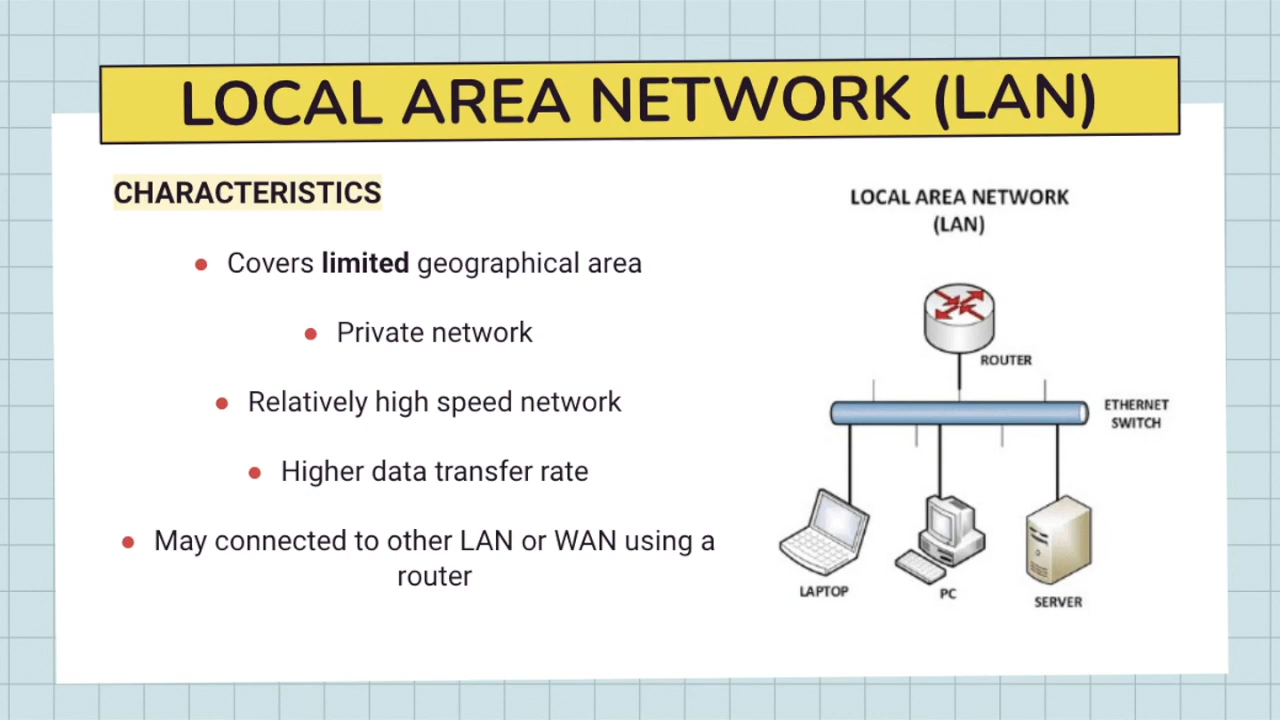 LOCAL AREA NETWORK (LAN)
CHARACTERISTICS
● Covers limited geographical area
● Private network
● Relatively high speed network
● Higher data transfer rate
● May connected to other LAN or WAN using a
router
LOCAL AREA NETWORK
(LAN)
ROUTER
ETHERNET
SWITCH
LAPTOP
PC
SERVER